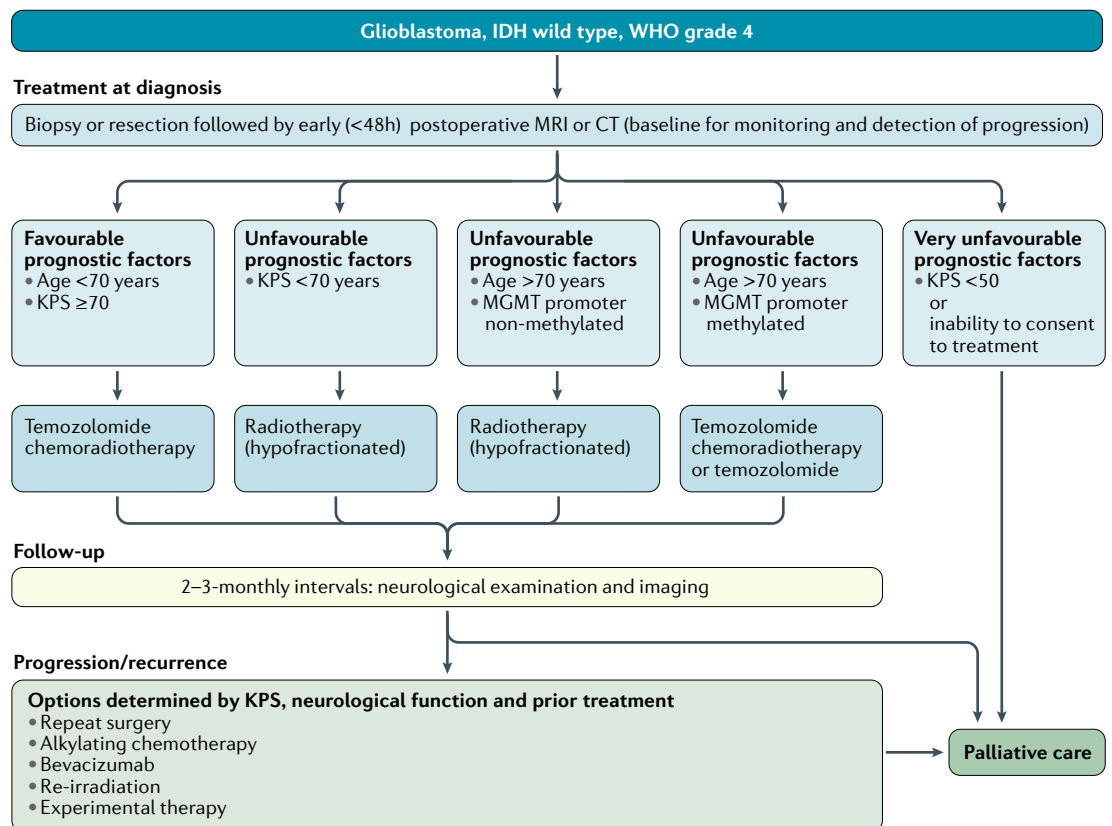 Glioblastoma, IDH wild type, WHO grade 4
Treatment at diagnosis
Biopsy or resection followed by early (<48h) postoperative MRI or CT (baseline for monitoring and detection of progression)
Favourable
prognostic factors
• Age <70 years
• KPS ≥70
Unfavourable
prognostic factors
• KPS <70 years
Unfavourable
prognostic factors
• Age >70 years
• MGMT promoter
non-methylated
Unfavourable
prognostic factors
• Age >70 years
• MGMT promoter
methylated
Very unfavourable
prognostic factors
• KPS <50
or
inability to consent
to treatment
Temozolomide
chemoradiotherapy
Radiotherapy
(hypofractionated)
Radiotherapy
(hypofractionated)
Temozolomide
chemoradiotherapy
or temozolomide
Follow-up
2–3-monthly intervals: neurological examination and imaging
Progression/recurrence
Options determined by KPS, neurological function and prior treatment
• Repeat surgery
• Alkylating chemotherapy
• Bevacizumab
• Re-irradiation
• Experimental therapy
Palliative care